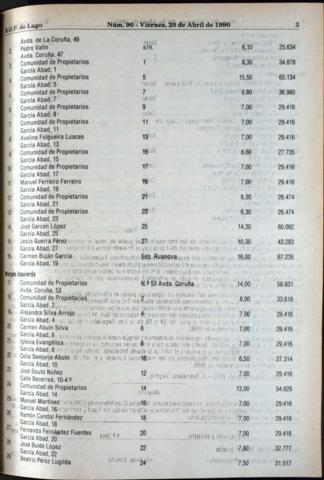 B.O.P. de Lugo Núm. 90 - Viernes, 20 de Abril de 1990 3
Avda. de La Coruña, 49
Pedro Valín s/n. 6,10 25.634
Avda. Coruña, 47
Comunidad de Propietarios 1 8,30 34.878
García Abad, 1
Comunidad de Propietarios 5 15,50 65.134
García Abad, 5
Comunidad de Propietarios 7 8,80 36.980
García Abad, 7
Comunidad de Propietarios 9 7,00 29.416
García Abad, 9
Comunidad de Propietarios 11 7,00 29.416
García Abad, 11
Avelina Folgueira Luaces 13 7,00 29.416
García Abad, 13
Comunidad de Propietarios 15 6,60 27.735
García Abad, 15
Comunidad de Propietarios 17 7,00 29.416
García Abad, 17
Manuel Ferreiro Ferreiro 19 7,00 29.416
García Abad, 19
Comunidad de Propietarios 21 6,30 26.474
García Abad, 21
Comunidad de Propietarios 23 6,30 26.474
García Abad, 23
José Garcen López 25 14,30 60.092
García Abad, 25
Jesús Guerra Pérez 27 10,30 43.283
García Abad, 27
Carmen Buján García Esc. Ruanova 16,00 67.235
García Abad, 19
Margen izquierda
Comunidad de Propietarios N.º 53 Avda. Coruña 14,00 58.831
Avda. Coruña, 53
Comunidad de Propietarios 8,00 33.618
García Abad, 2
Alejandra Silva Arrojo 7,00 29.416
García Abad, 4
Carmen Abuin Silva 7,00 29.416
García Abad, 6
Iglesia Evangélica 7,00 29.416
García Abad, 8
Celia Sanjurjo Abuin 6,50 27.314
García Abad, 10
José Souto Núñez 12 7,00 29.416
Calle Becerreá, 10-4.º
Comunidad de Propietarios 14 13,00 54.629
García Abad, 14
Manuel Martínez 16 7,00 29.416
García Abad, 16
Ramón Candal Fernández 18 7,00 29.416
García Abad, 18
Fernanda Fernández Fuentes 20 7,00 29.416
García Abad, 20
José Buide López 22 7,80 32.777
García Abad, 22
Beatriz Pérez Lugilda 24 7,50 31.517